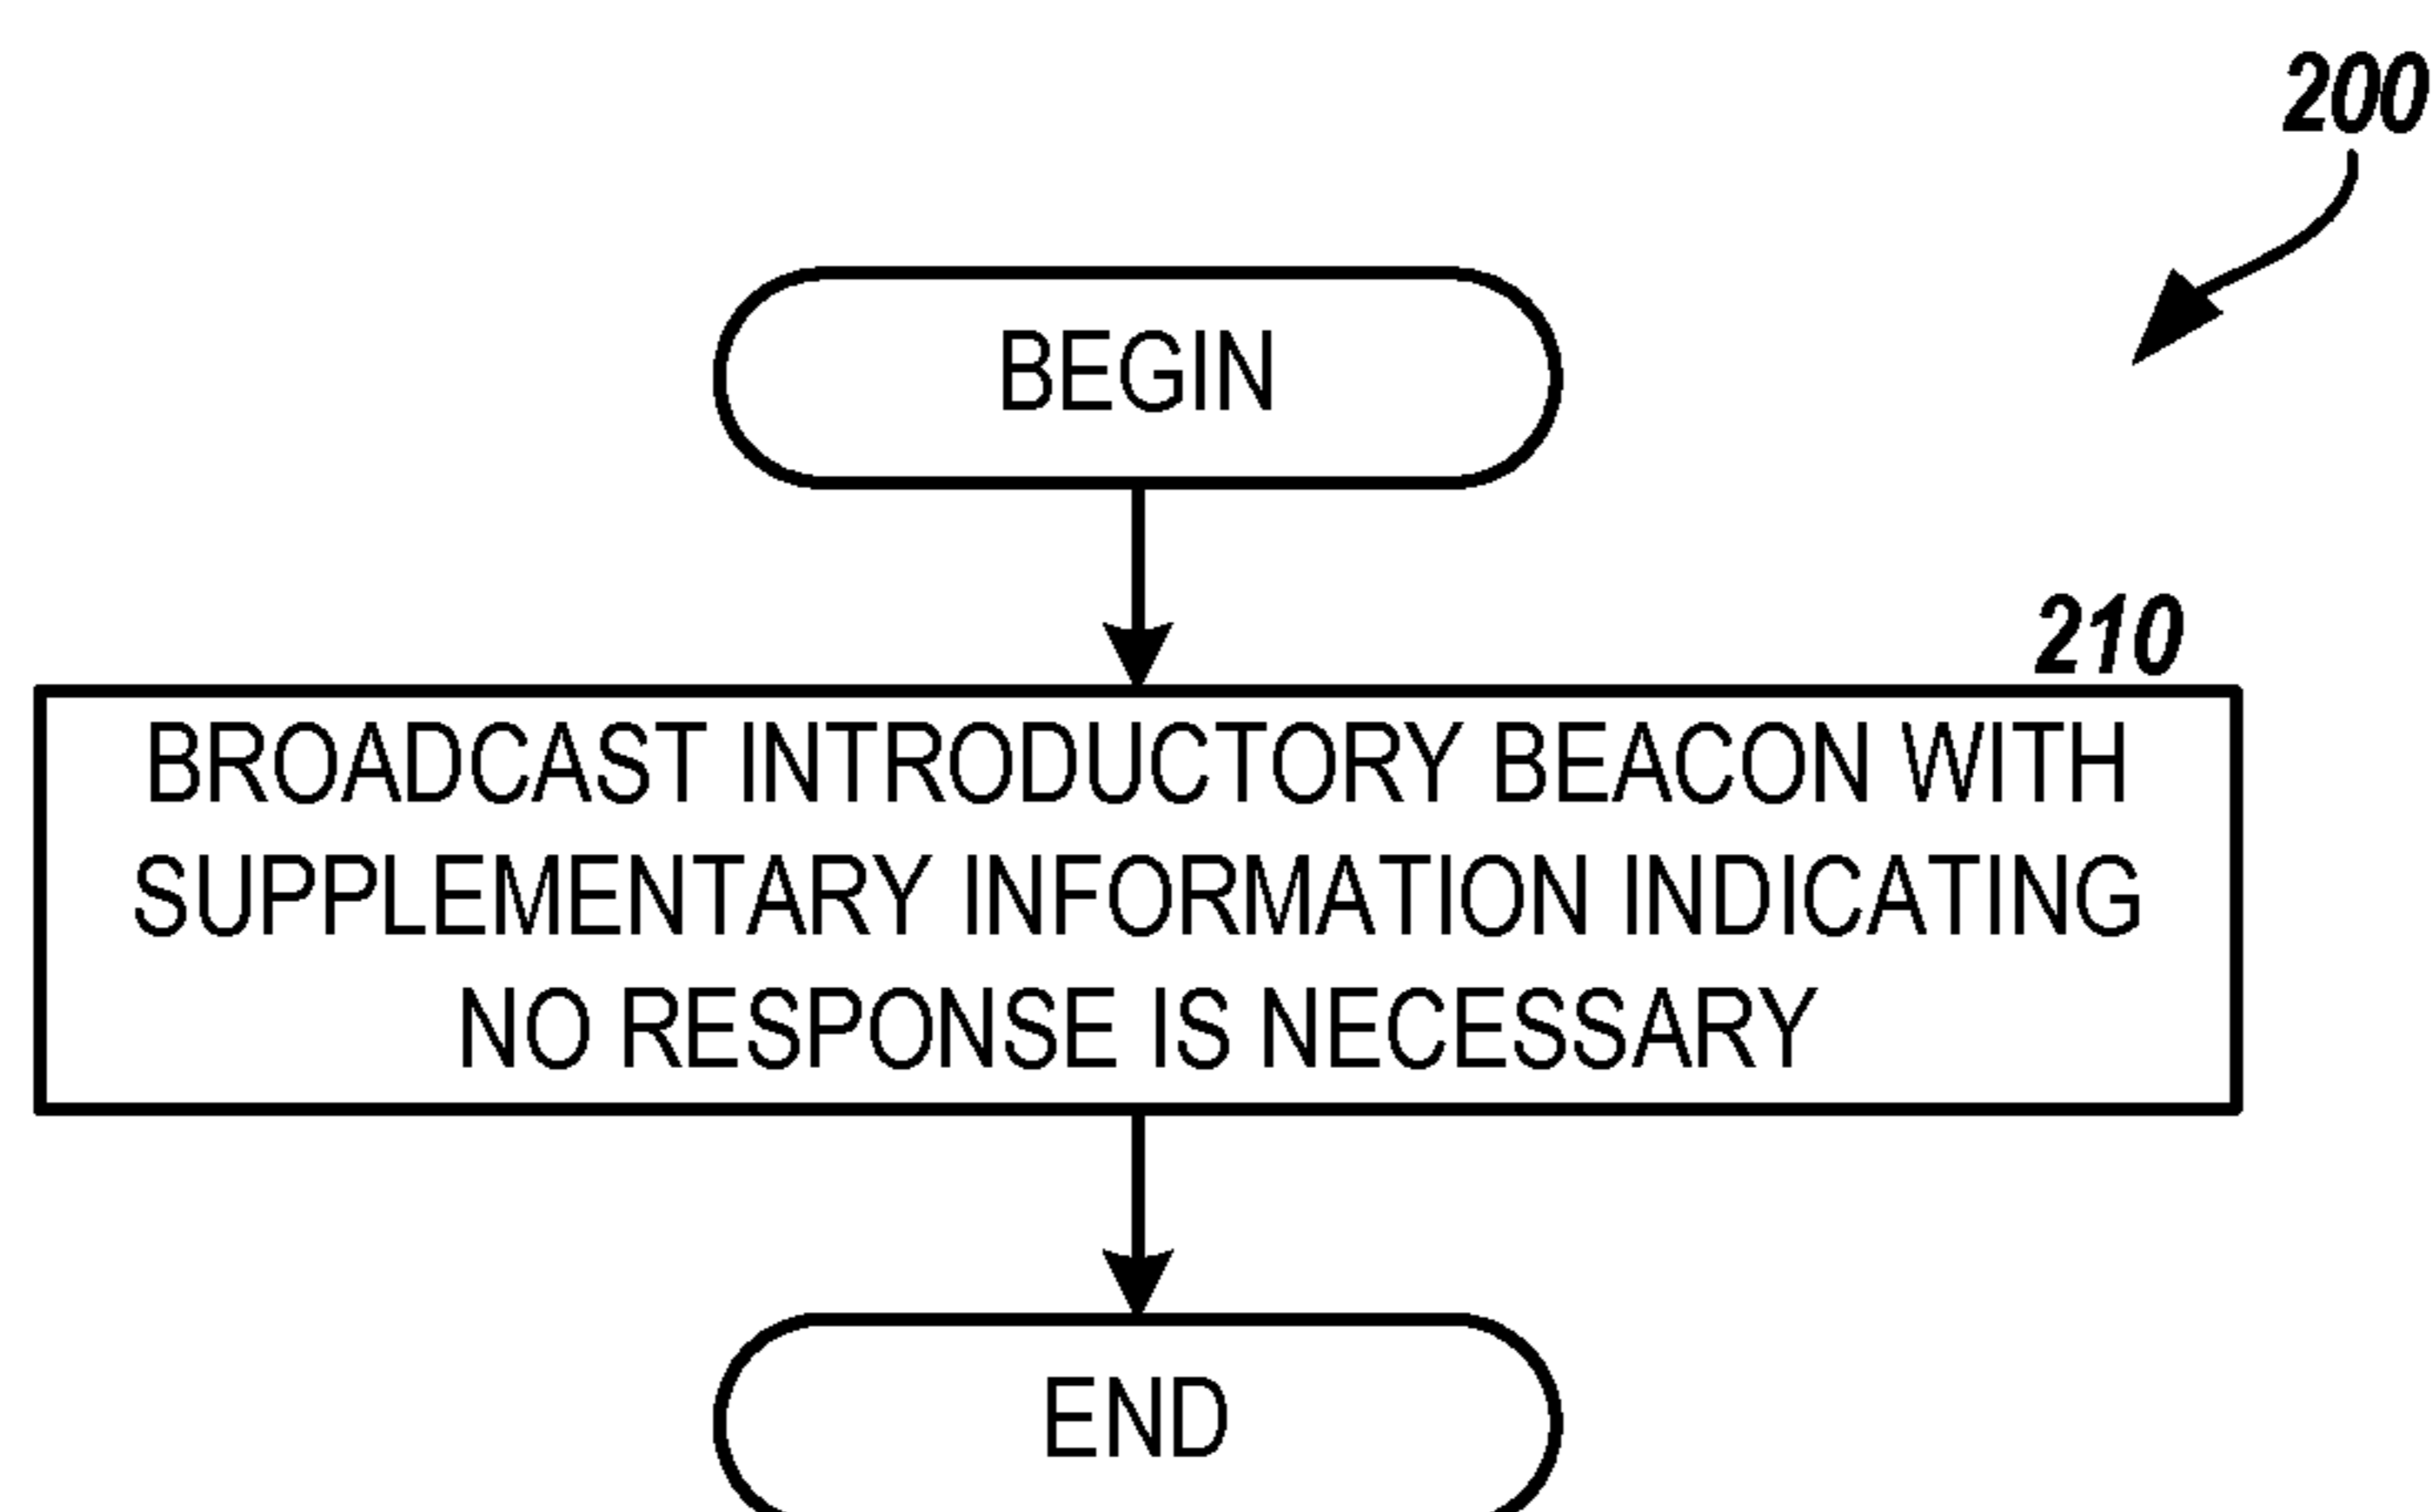 200
BEGIN
210
BROADCAST INTRODUCTORY BEACON WITH
SUPPLEMENTARY INFORMATION INDICATING
NO RESPONSE IS NECESSARY
END